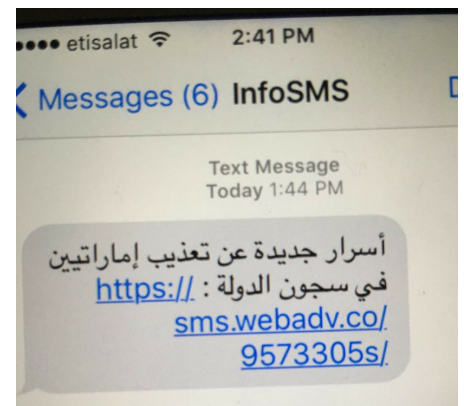 etisalat 2:41 PM
Messages (6) InfoSMS
Text Message
Today 1:44 PM
أسرار جديدة عن تعذيب إماراتيين
في سجون الدولة : https://
sms.webadv.co/
9573305s/